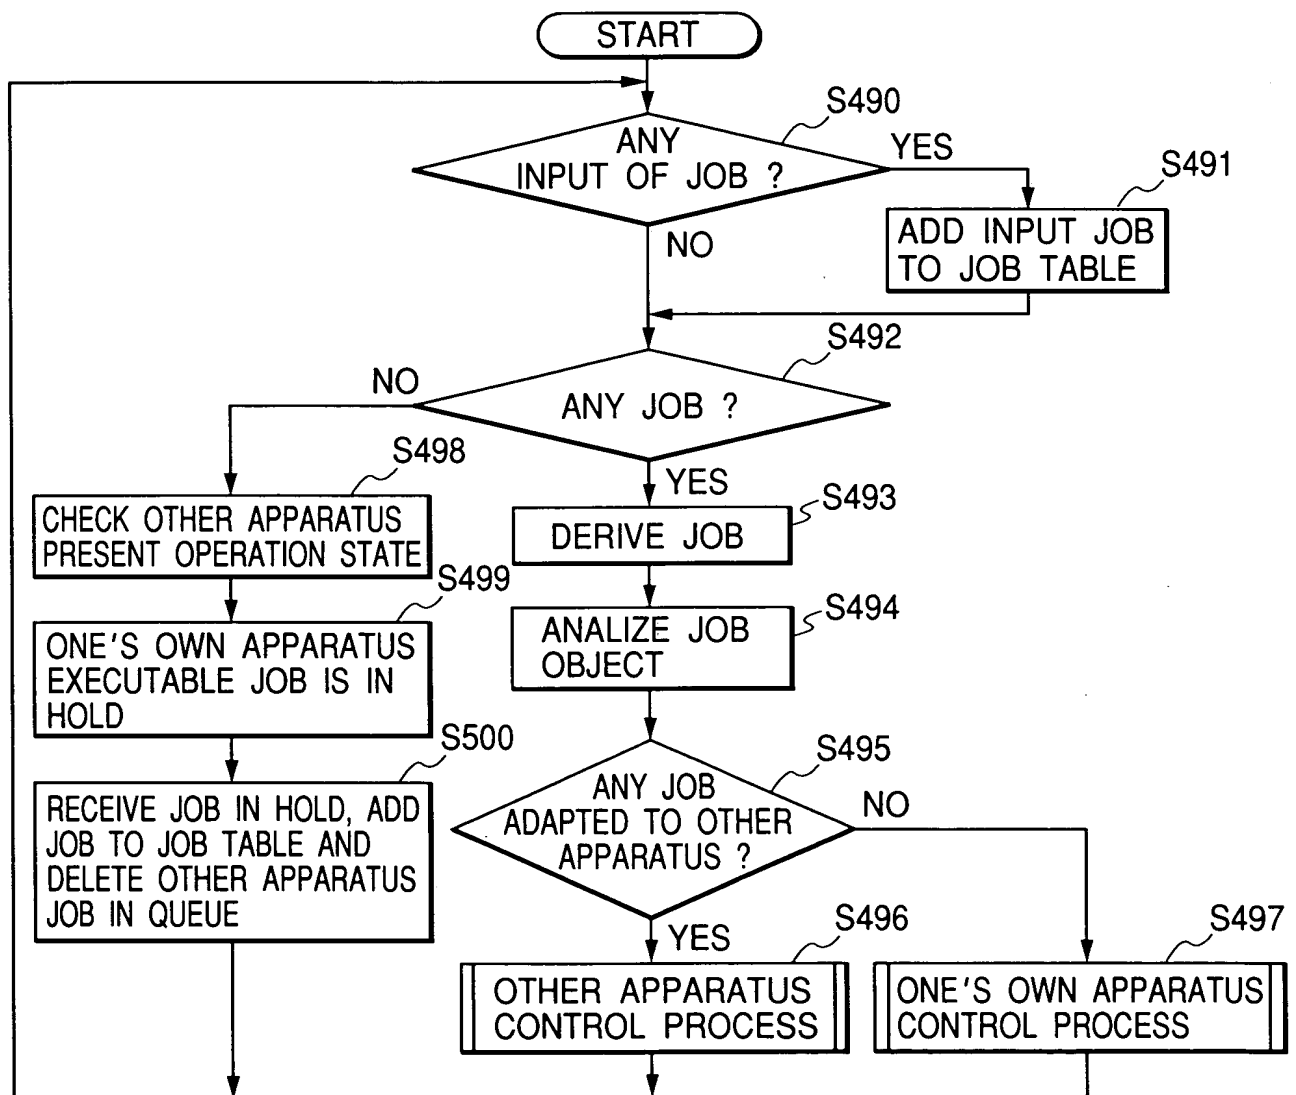 START
S490
ANY
INPUT OF JOB ?
YES
S491
ADD INPUT JOB
TO JOB TABLE
NO
S492
NO
ANY JOB ?
S498
YES
S493
CHECK OTHER APPARATUS
PRESENT OPERATION STATE
DERIVE JOB
S499
S494
ONE'S OWN APPARATUS
EXECUTABLE JOB IS IN
HOLD
ANALIZE JOB
OBJECT
S500
S495
RECEIVE JOB IN HOLD, ADD
JOB TO JOB TABLE AND
DELETE OTHER APPARATUS
JOB IN QUEUE
ANY JOB
ADAPTED TO OTHER
APPARATUS ?
NO
YES
S496
S497
OTHER APPARATUS
CONTROL PROCESS
ONE'S OWN APPARATUS
CONTROL PROCESS